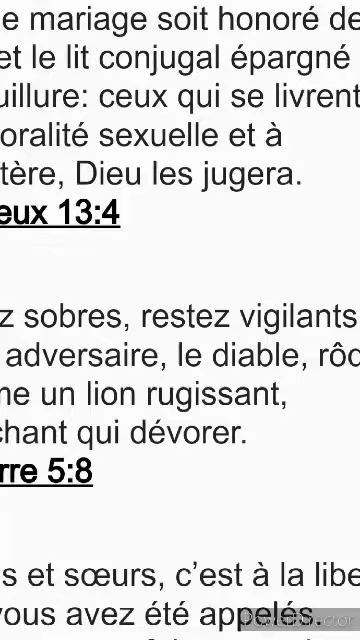 e mariage soit honoré de
et le lit conjugal épargné
uillure: ceux qui se livrent
oralité sexuelle et à
tère, Dieu les jugera.
eux 13:4
z sobres, restez vigilants
adversaire, le diable, rôd
me un lion rugissant,
chant qui dévorer.
rre 5:8
s et sœurs, c’est à la libe
vous avez été appelés.